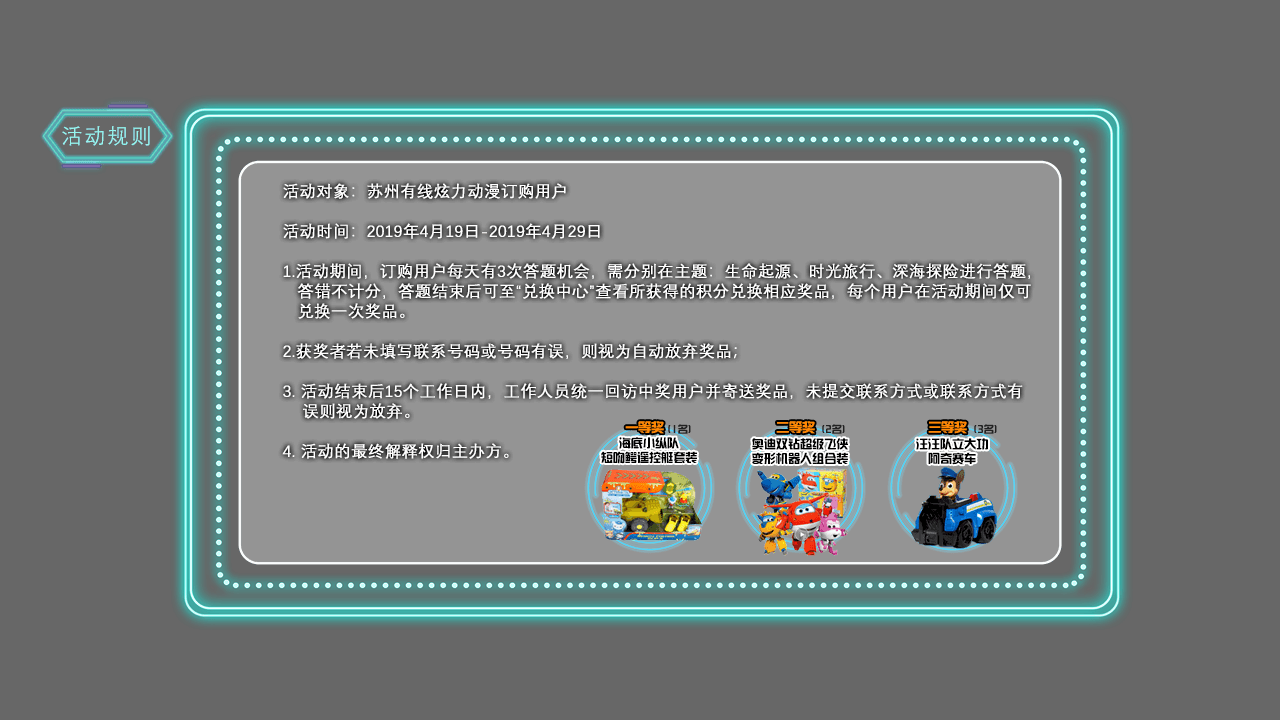 活动规则
活动对象：苏州有线炫力动漫订购用户
活动时间：2019年4月19日-2019年4月29日
1.活动期间，订购用户每天有3次答题机会，需分别在主题：生命起源、时光旅行、深海探险进行答题，
答错不计分，答题结束后可至“兑换中心”查看所获得的积分兑换相应奖品，每个用户在活动期间仅可
兑换一次奖品。
2.获奖者若未填写联系号码或号码有误，则视为自动放弃奖品；
3. 活动结束后15个工作日内，工作人员统一回访中奖用户并寄送奖品，未提交联系方式或联系方式有
误则视为放弃。
4. 活动的最终解释权归主办方。
一等奖（1名）
海底小纵队
短吻鳄遥控艇套装
二等奖（2名）
奥迪双钻超级飞侠
变形机器人组合装
三等奖（3名）
汪汪队立大功
阿奇赛车